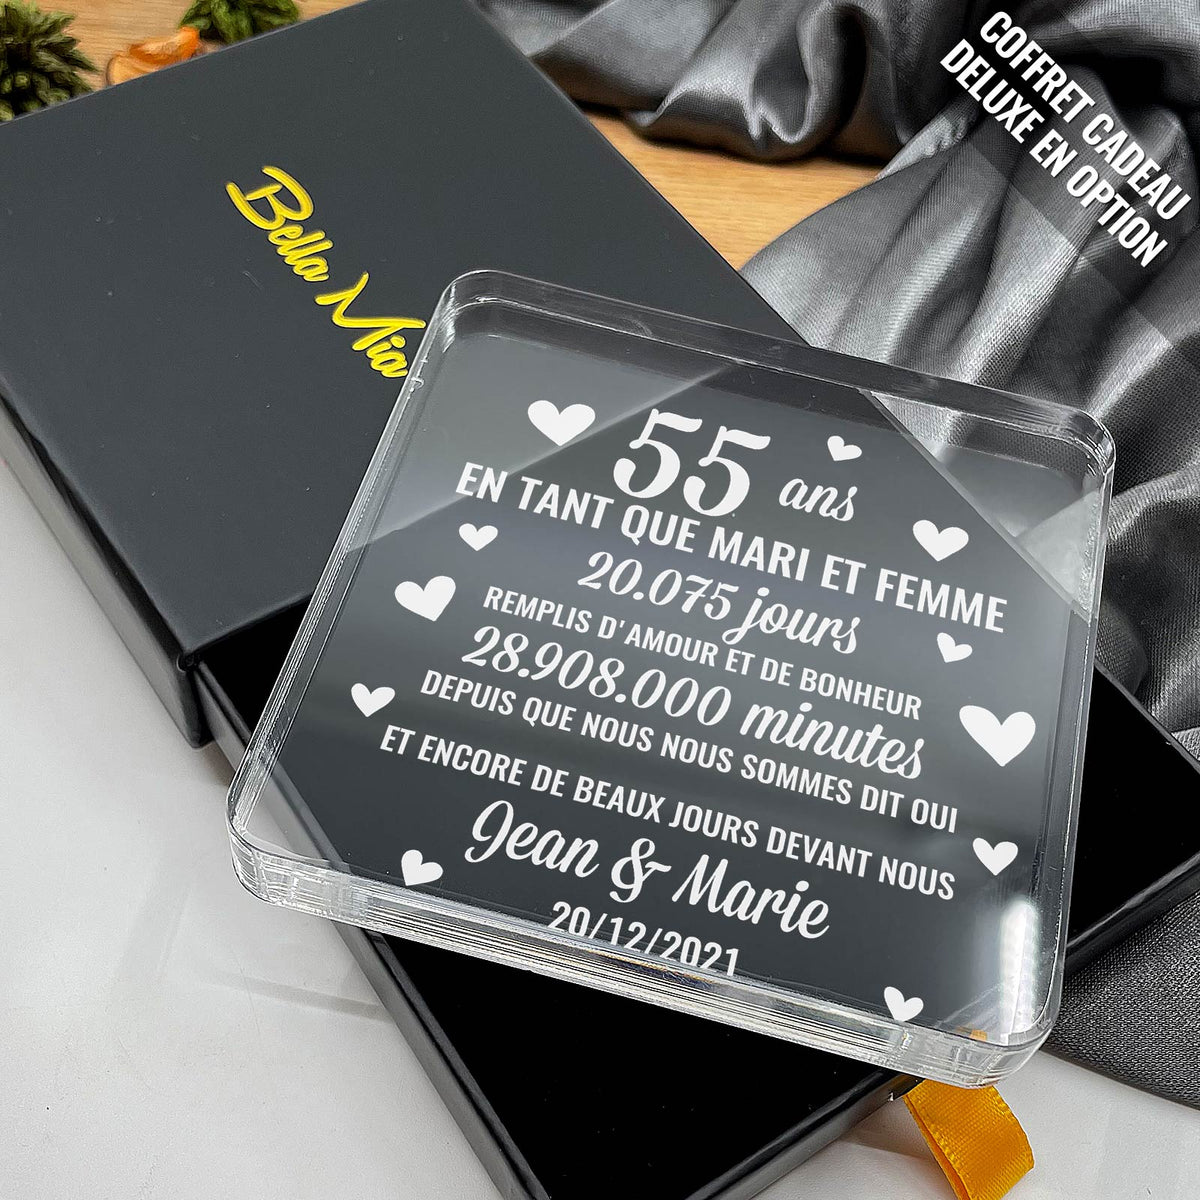 COFFRET CADEAU
DELUXE EN OPTION
Bella Mia
55 ans
EN TANT QUE MARI ET FEMME
20.075 jours
REMPLIS D'AMOUR ET DE BONHEUR
28.908.000 minutes
DEPUIS QUE NOUS NOUS SOMMES DIT OUI
ET ENCORE DE BEAUX JOURS DEVANT NOUS
Jean & Marie
20/12/2021